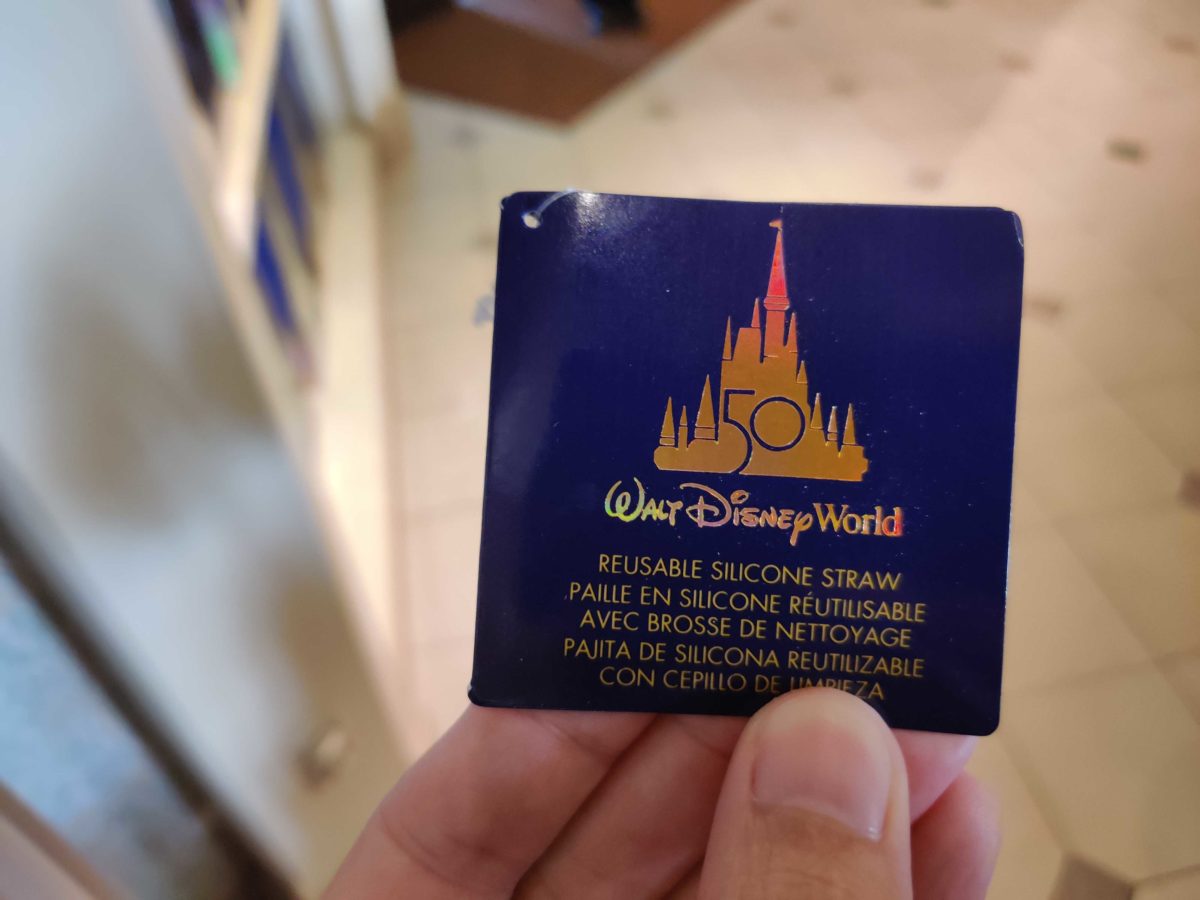 50
Walt Disney World
REUSABLE SILICONE STRAW
PAILLE EN SILICONE RÉUTILISABLE
AVEC BROSSE DE NETTOYAGE
PAJITA DE SILICONA REUTILIZABLE
CON CEPILLO DE LIMPIEZA